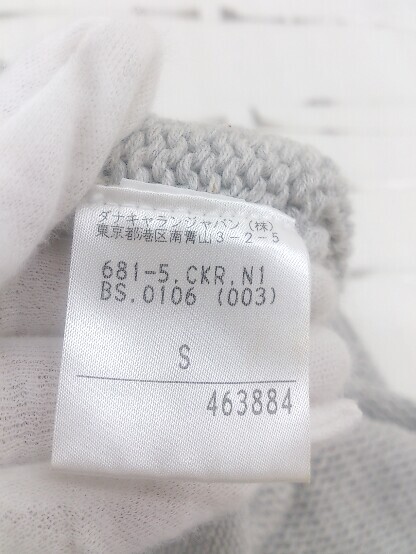 ダナキャランジャパン (株)
東京都港区南青山3-2-5
681-5.CKR.N1
BS.0106 (003)
S
463884